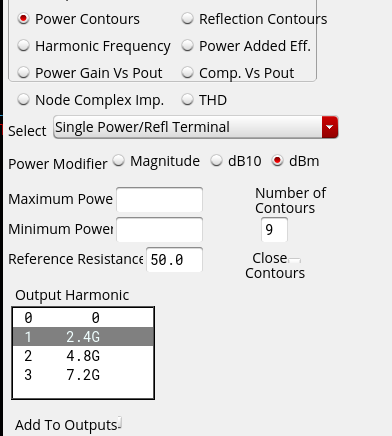 Power Contours Reflection Contours
Harmonic Frequency Power Added Eff.
Power Gain Vs Pout Comp. Vs Pout
Node Complex Imp. THD
Select Single Power/Refl Terminal
Power Modifier Magnitude dB10 dBm
Maximum Powe
Number of
Contours
Minimum Power
9
Reference Resistance 50.0
Close
Contours
Output Harmonic
0 0
1 2.4G
2 4.8G
3 7.2G
Add To Outputs